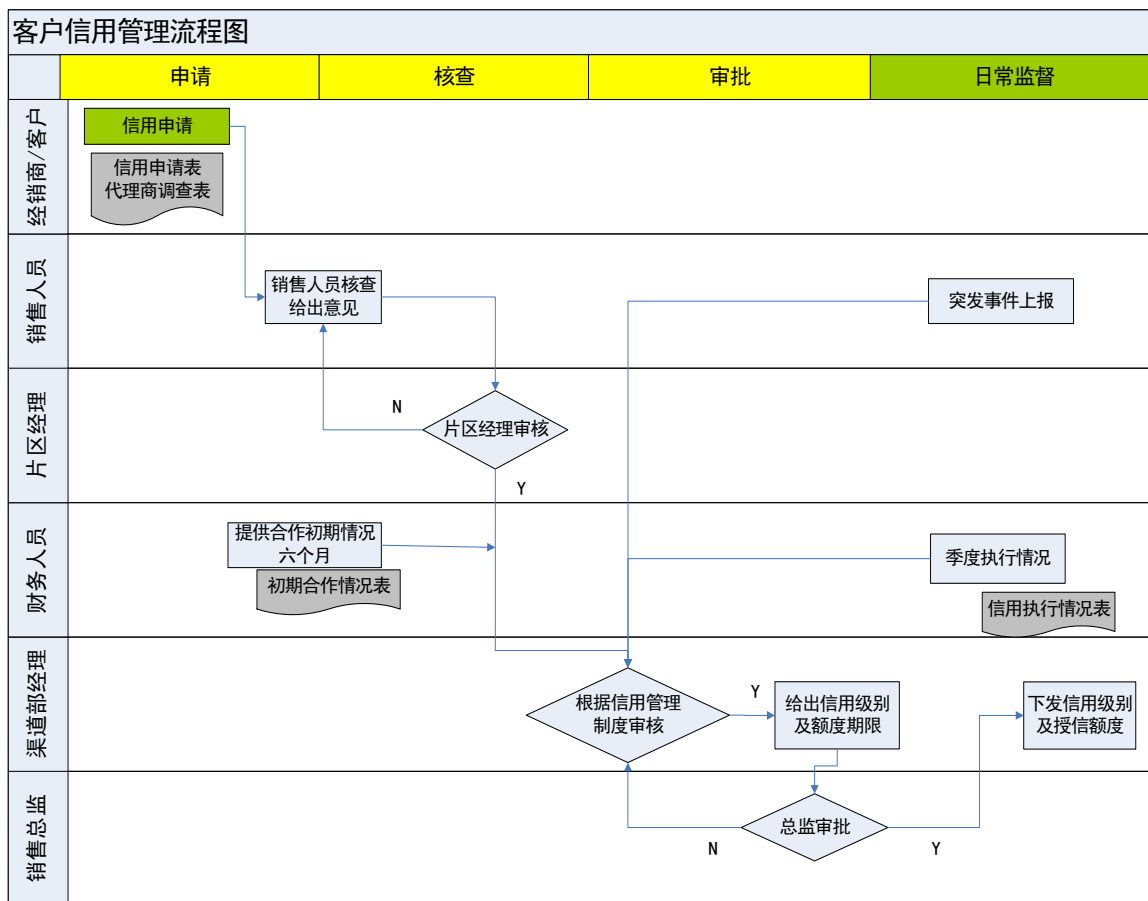 客户信用管理流程图
申请
核查
审批
日常监督
经销商/客户
信用申请
信用申请表
代理商调查表
销售人员
销售人员核查
给出意见
突发事件上报
片区经理
N
片区经理审核
Y
财务人员
提供合作初期情况
六个月
初期合作情况表
季度执行情况
信用执行情况表
渠道部经理
根据信用管理
制度审核
Y
给出信用级别
及额度期限
下发信用级别
及授信额度
销售总监
总监审批
N
Y